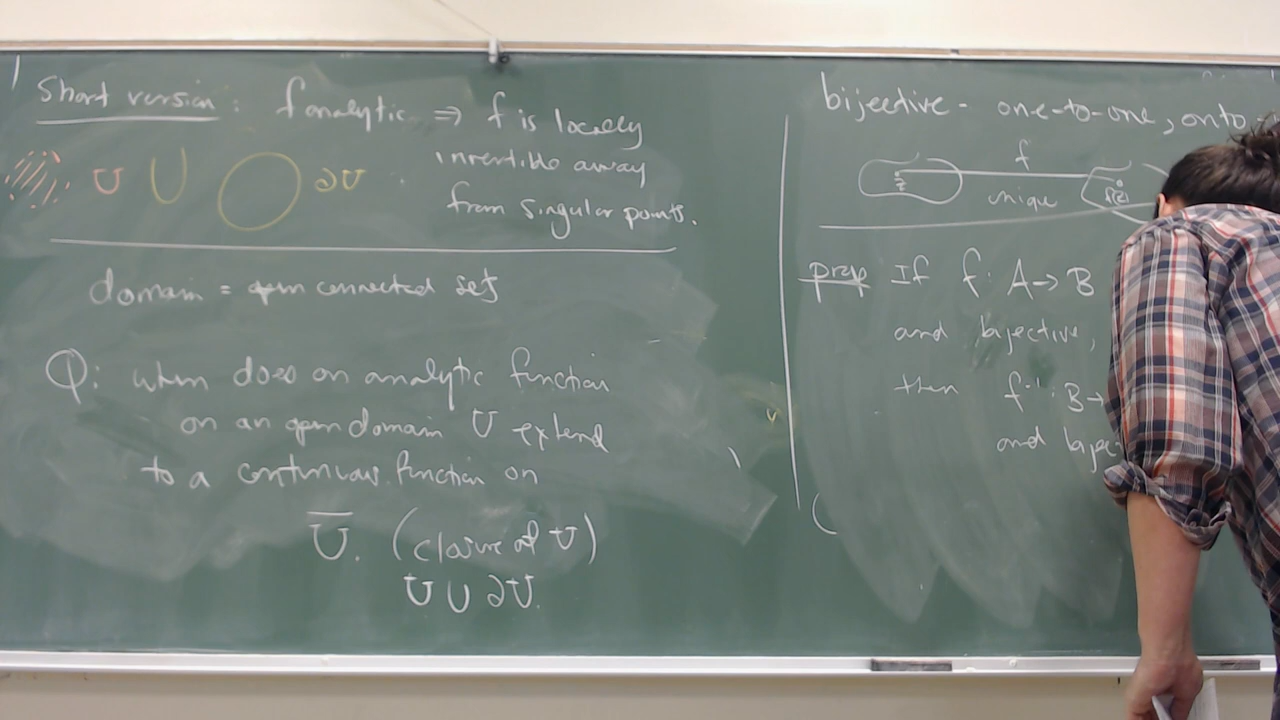 Short version: f analytic ⇒ f is locally
invertible away
from singular points.
U ∪ ∂U
domain = open connected set
Q: when does an analytic function
on an open domain U extend
to a continuous function on
U̅. (closure of U)
U ∪ ∂U.
bijective - one-to-one, onto -
f
z
unique
f(z)
prop If f: A → B
and bijective,
then f⁻¹: B →
and bijec-
(